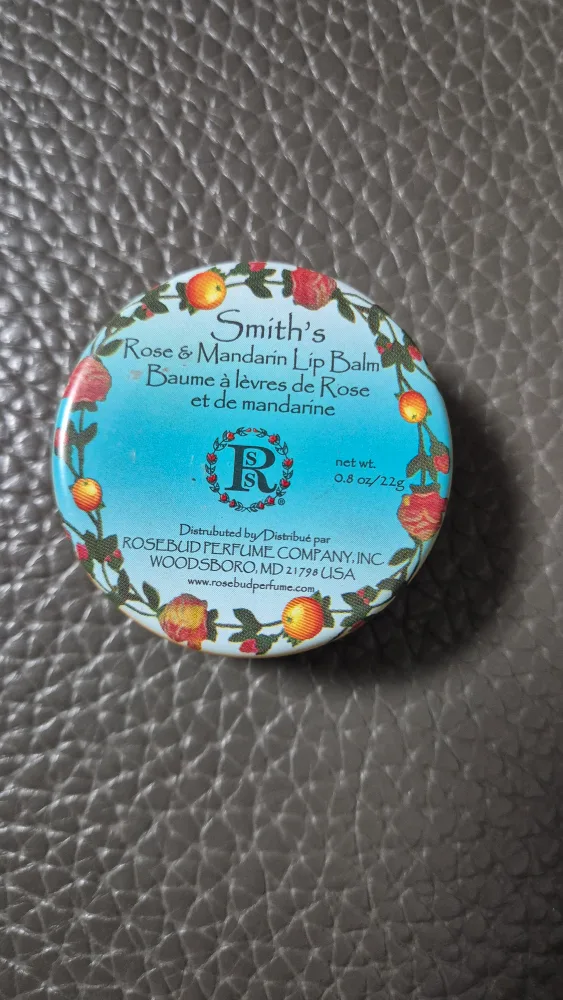 Smith's
Rose & Mandarin Lip Balm
Baume à lèvres de Rose
et de mandarine
R
S
S
®
net wt.
0.8 oz/22g
Distrubuted by/Distribué par
ROSEBUD PERFUME COMPANY, INC
WOODSBORO, MD 21798 USA
www.rosebudperfume.com